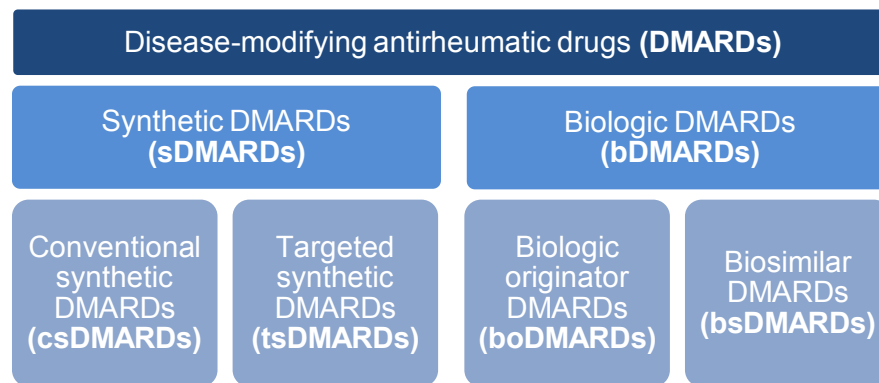 Disease-modifying antirheumatic drugs (DMARDs)
Synthetic DMARDs
(sDMARDs)
Biologic DMARDs
(bDMARDs)
Conventional
synthetic
DMARDs
(csDMARDs)
Targeted
synthetic
DMARDs
(tsDMARDs)
Biologic
originator
DMARDs
(boDMARDs)
Biosimilar
DMARDs
(bsDMARDs)